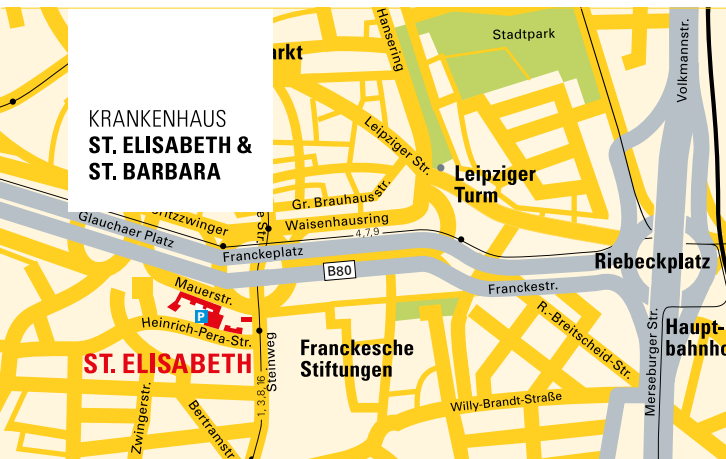 Hansering
Stadtpark
Volkmannstr.
arkt
KRANKENHAUS
ST. ELISABETH &
ST. BARBARA
Leipziger Str.
Leipziger
Turm
Gr. Brauhausstr.
Waisenhausring
Glauchaer Platz
4,7,9
Franckeplatz
B80
Riebeckplatz
Franckestr.
Mauerstr.
P
Heinrich-Pera-Str.
R.-Breitscheid-Str.
Merseburger Str.
Haupt-
bahnho
ST. ELISABETH
Steinweg
Franckesche
Stiftungen
1, 3,8,16
Willy-Brandt-Straße
Zwingerstr.
Bertramstr.